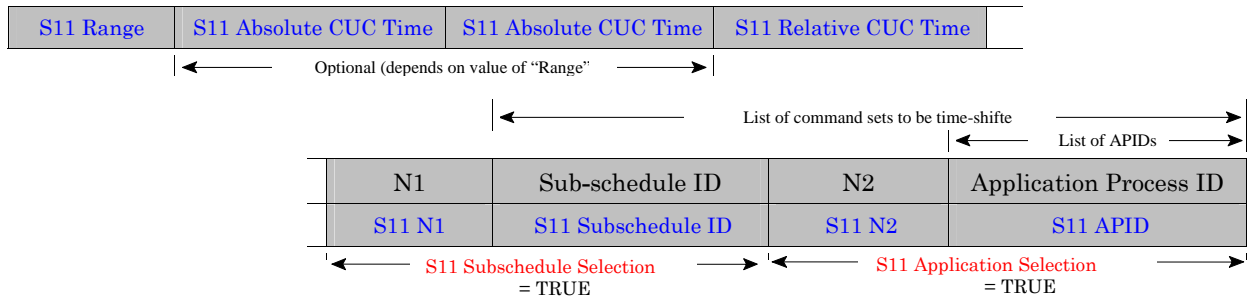 S11 Range S11 Absolute CUC Time S11 Absolute CUC Time S11 Relative CUC Time
Optional (depends on value of “Range”
List of command sets to be time-shifte
List of APIDs
N1 Sub-schedule ID N2 Application Process ID
S11 N1 S11 Subschedule ID S11 N2 S11 APID
S11 Subschedule Selection S11 Application Selection
= TRUE = TRUE